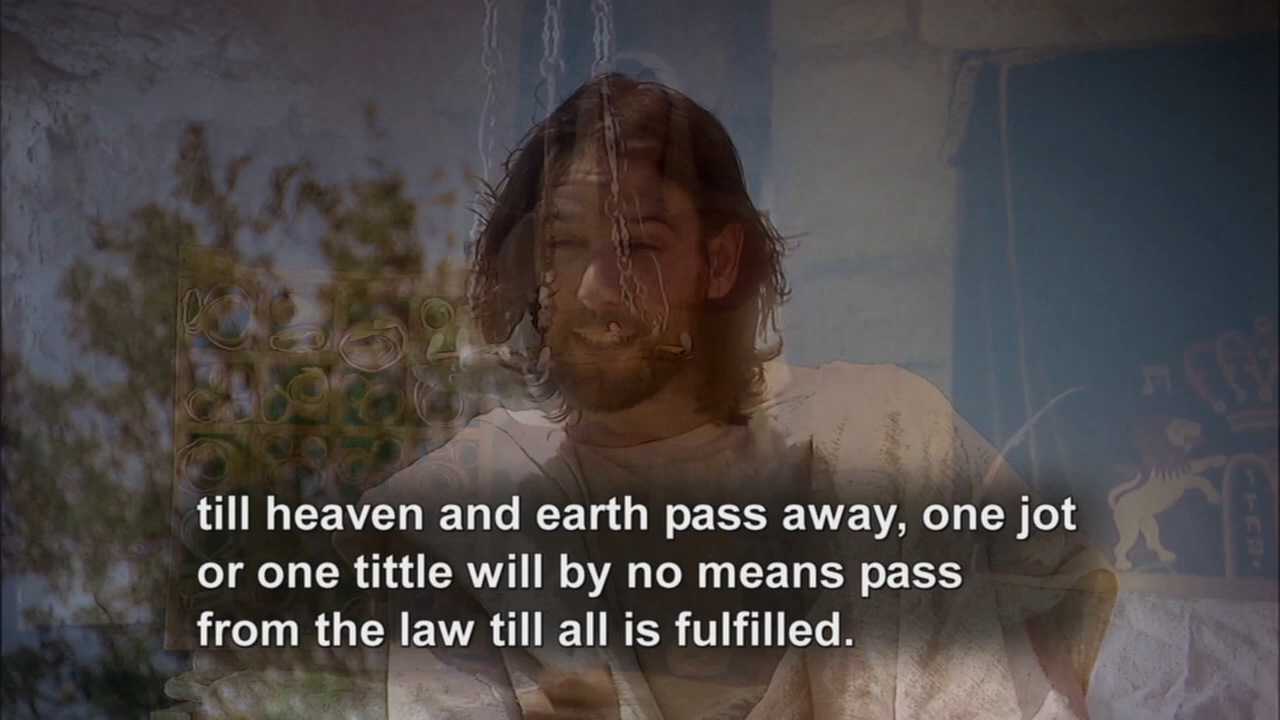 till heaven and earth pass away, one jot
or one tittle will by no means pass
from the law till all is fulfilled.